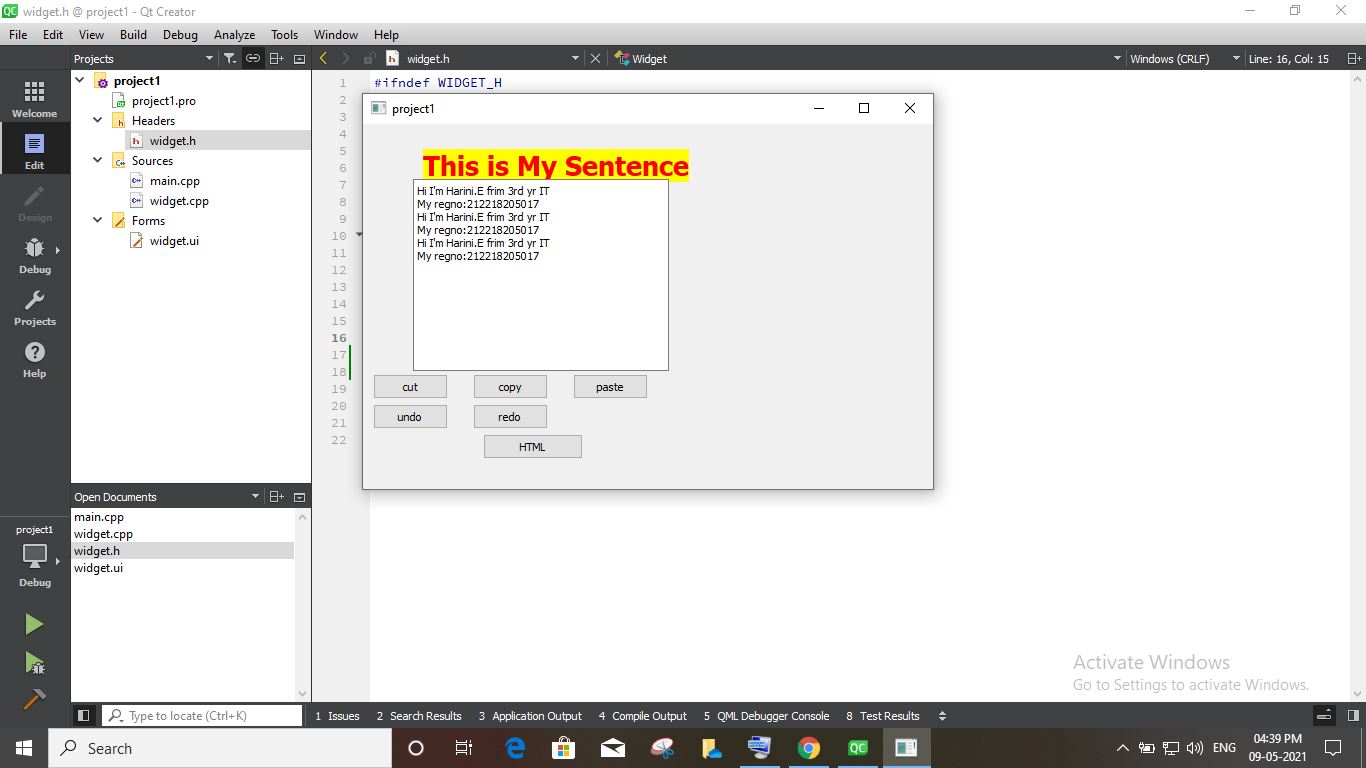 widget.h @ project1 - Qt Creator
File Edit View Build Debug Analyze Tools Window Help
Projects widget.h Widget Windows (CRLF) Line: 16, Col: 15
Welcome
Edit
Design
Debug
Projects
Help
project1
project1.pro
Headers
widget.h
Sources
main.cpp
widget.cpp
Forms
widget.ui
1 #ifndef WIDGET_H
2
3
4
5
6
7
8
9
10
11
12
13
14
15
16
17
18
19
20
21
22
project1
This is My Sentence
Hi I'm Harini.E frim 3rd yr IT
My regno:212218205017
Hi I'm Harini.E frim 3rd yr IT
My regno:212218205017
Hi I'm Harini.E frim 3rd yr IT
My regno:212218205017
cut copy paste
undo redo
HTML
Open Documents
main.cpp
widget.cpp
widget.h
widget.ui
project1
Debug
Activate Windows
Go to Settings to activate Windows.
Type to locate (Ctrl+K) 1 Issues 2 Search Results 3 Application Output 4 Compile Output 5 QML Debugger Console 8 Test Results
Search
ENG
04:39 PM
09-05-2021